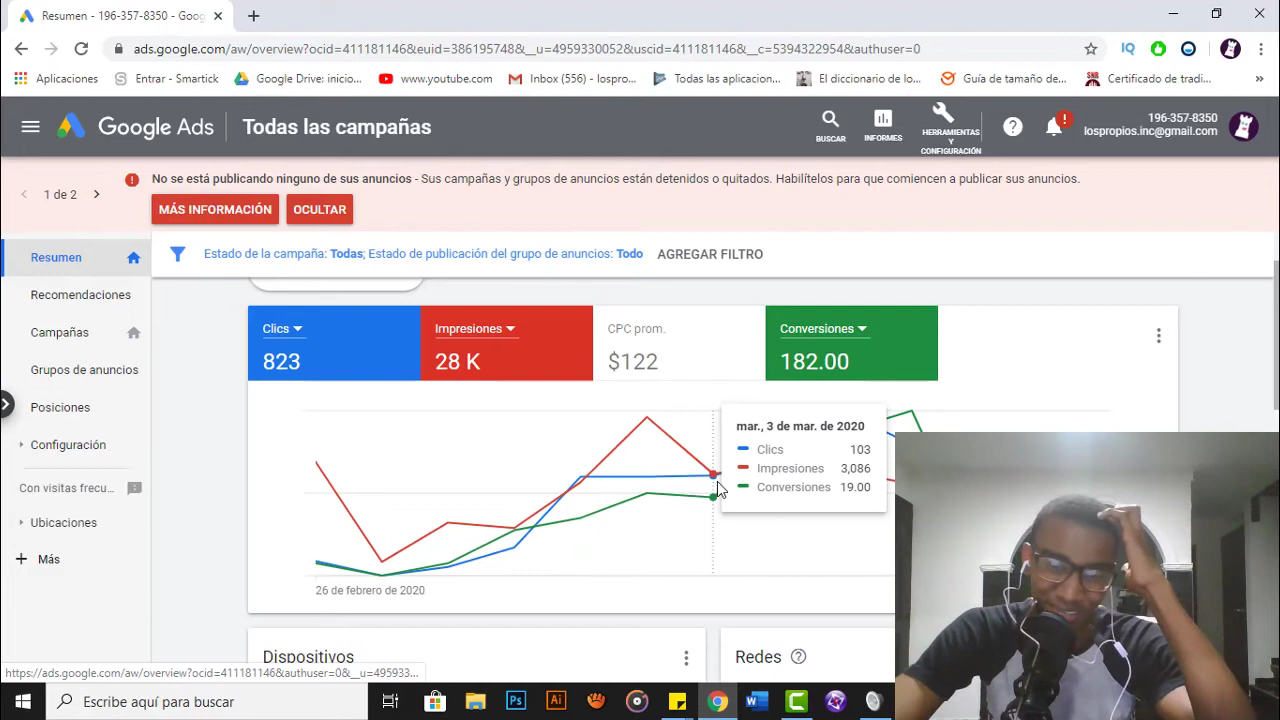 Resumen - 196-357-8350 - Goog
ads.google.com/aw/overview?ocid=411181146&euid=386195748&__u=4959330052&uscid=411181146&__c=5394322954&authuser=0
Aplicaciones
Entrar - Smartick
Google Drive: inicio...
www.youtube.com
Inbox (556) - lospro...
Todas las aplicacion...
El diccionario de lo...
Guía de tamaño de...
Certificado de tradi...
Google Ads
Todas las campañas
BUSCAR
INFORMES
HERRAMIENTAS
Y
CONFIGURACIÓN
196-357-8350
lospropios.inc@gmail.com
1 de 2
No se está publicando ninguno de sus anuncios - Sus campañas y grupos de anuncios están detenidos o quitados. Habilítelos para que comiencen a publicar sus anuncios.
MÁS INFORMACIÓN
OCULTAR
Estado de la campaña: Todas; Estado de publicación del grupo de anuncios: Todo
AGREGAR FILTRO
Resumen
Recomendaciones
Campañas
Grupos de anuncios
Posiciones
Configuración
Con visitas frecu...
Ubicaciones
+ Más
Clics
823
Impresiones
28 K
CPC prom.
$122
Conversiones
182.00
mar., 3 de mar. de 2020
Clics 103
Impresiones 3,086
Conversiones 19.00
26 de febrero de 2020
Dispositivos
Redes
https://ads.google.com/aw/overview?ocid=411181146&authuser=0&__u=495933...
Escribe aquí para buscar